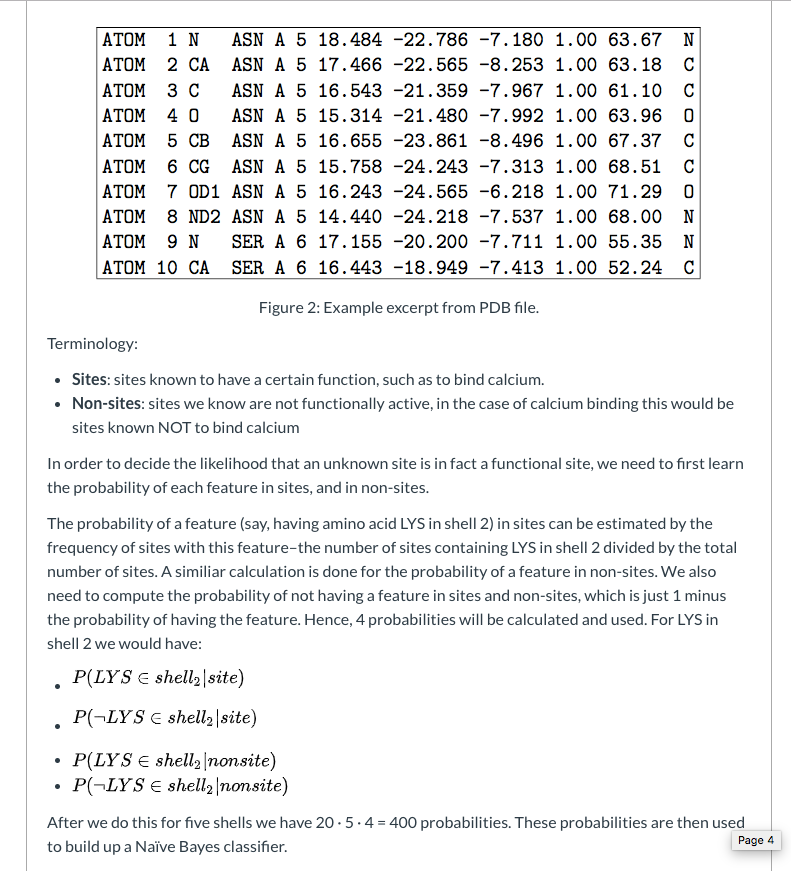 ATOM 1 N ASN A 5 18.484 -22.786 -7.180 1.00 63.67 N
ATOM 2 CA ASN A 5 17.466 -22.565 -8.253 1.00 63.18 C
ATOM 3 C ASN A 5 16.543 -21.359 -7.967 1.00 61.10 C
ATOM 4 O ASN A 5 15.314 -21.480 -7.992 1.00 63.96 O
ATOM 5 CB ASN A 5 16.655 -23.861 -8.496 1.00 67.37 C
ATOM 6 CG ASN A 5 15.758 -24.243 -7.313 1.00 68.51 C
ATOM 7 OD1 ASN A 5 16.243 -24.565 -6.218 1.00 71.29 O
ATOM 8 ND2 ASN A 5 14.440 -24.218 -7.537 1.00 68.00 N
ATOM 9 N SER A 6 17.155 -20.200 -7.711 1.00 55.35 N
ATOM 10 CA SER A 6 16.443 -18.949 -7.413 1.00 52.24 C
Figure 2: Example excerpt from PDB file.
Terminology:
• Sites: sites known to have a certain function, such as to bind calcium.
• Non-sites: sites we know are not functionally active, in the case of calcium binding this would be
sites known NOT to bind calcium
In order to decide the likelihood that an unknown site is in fact a functional site, we need to first learn
the probability of each feature in sites, and in non-sites.
The probability of a feature (say, having amino acid LYS in shell 2) in sites can be estimated by the
frequency of sites with this feature–the number of sites containing LYS in shell 2 divided by the total
number of sites. A similiar calculation is done for the probability of a feature in non-sites. We also
need to compute the probability of not having a feature in sites and non-sites, which is just 1 minus
the probability of having the feature. Hence, 4 probabilities will be calculated and used. For LYS in
shell 2 we would have:
• P(LYS ∈ shell₂|site)
• P(¬LYS ∈ shell₂|site)
• P(LYS ∈ shell₂|nonsite)
• P(¬LYS ∈ shell₂|nonsite)
After we do this for five shells we have 20 · 5 · 4 = 400 probabilities. These probabilities are then used
to build up a Naïve Bayes classifier.
Page 4